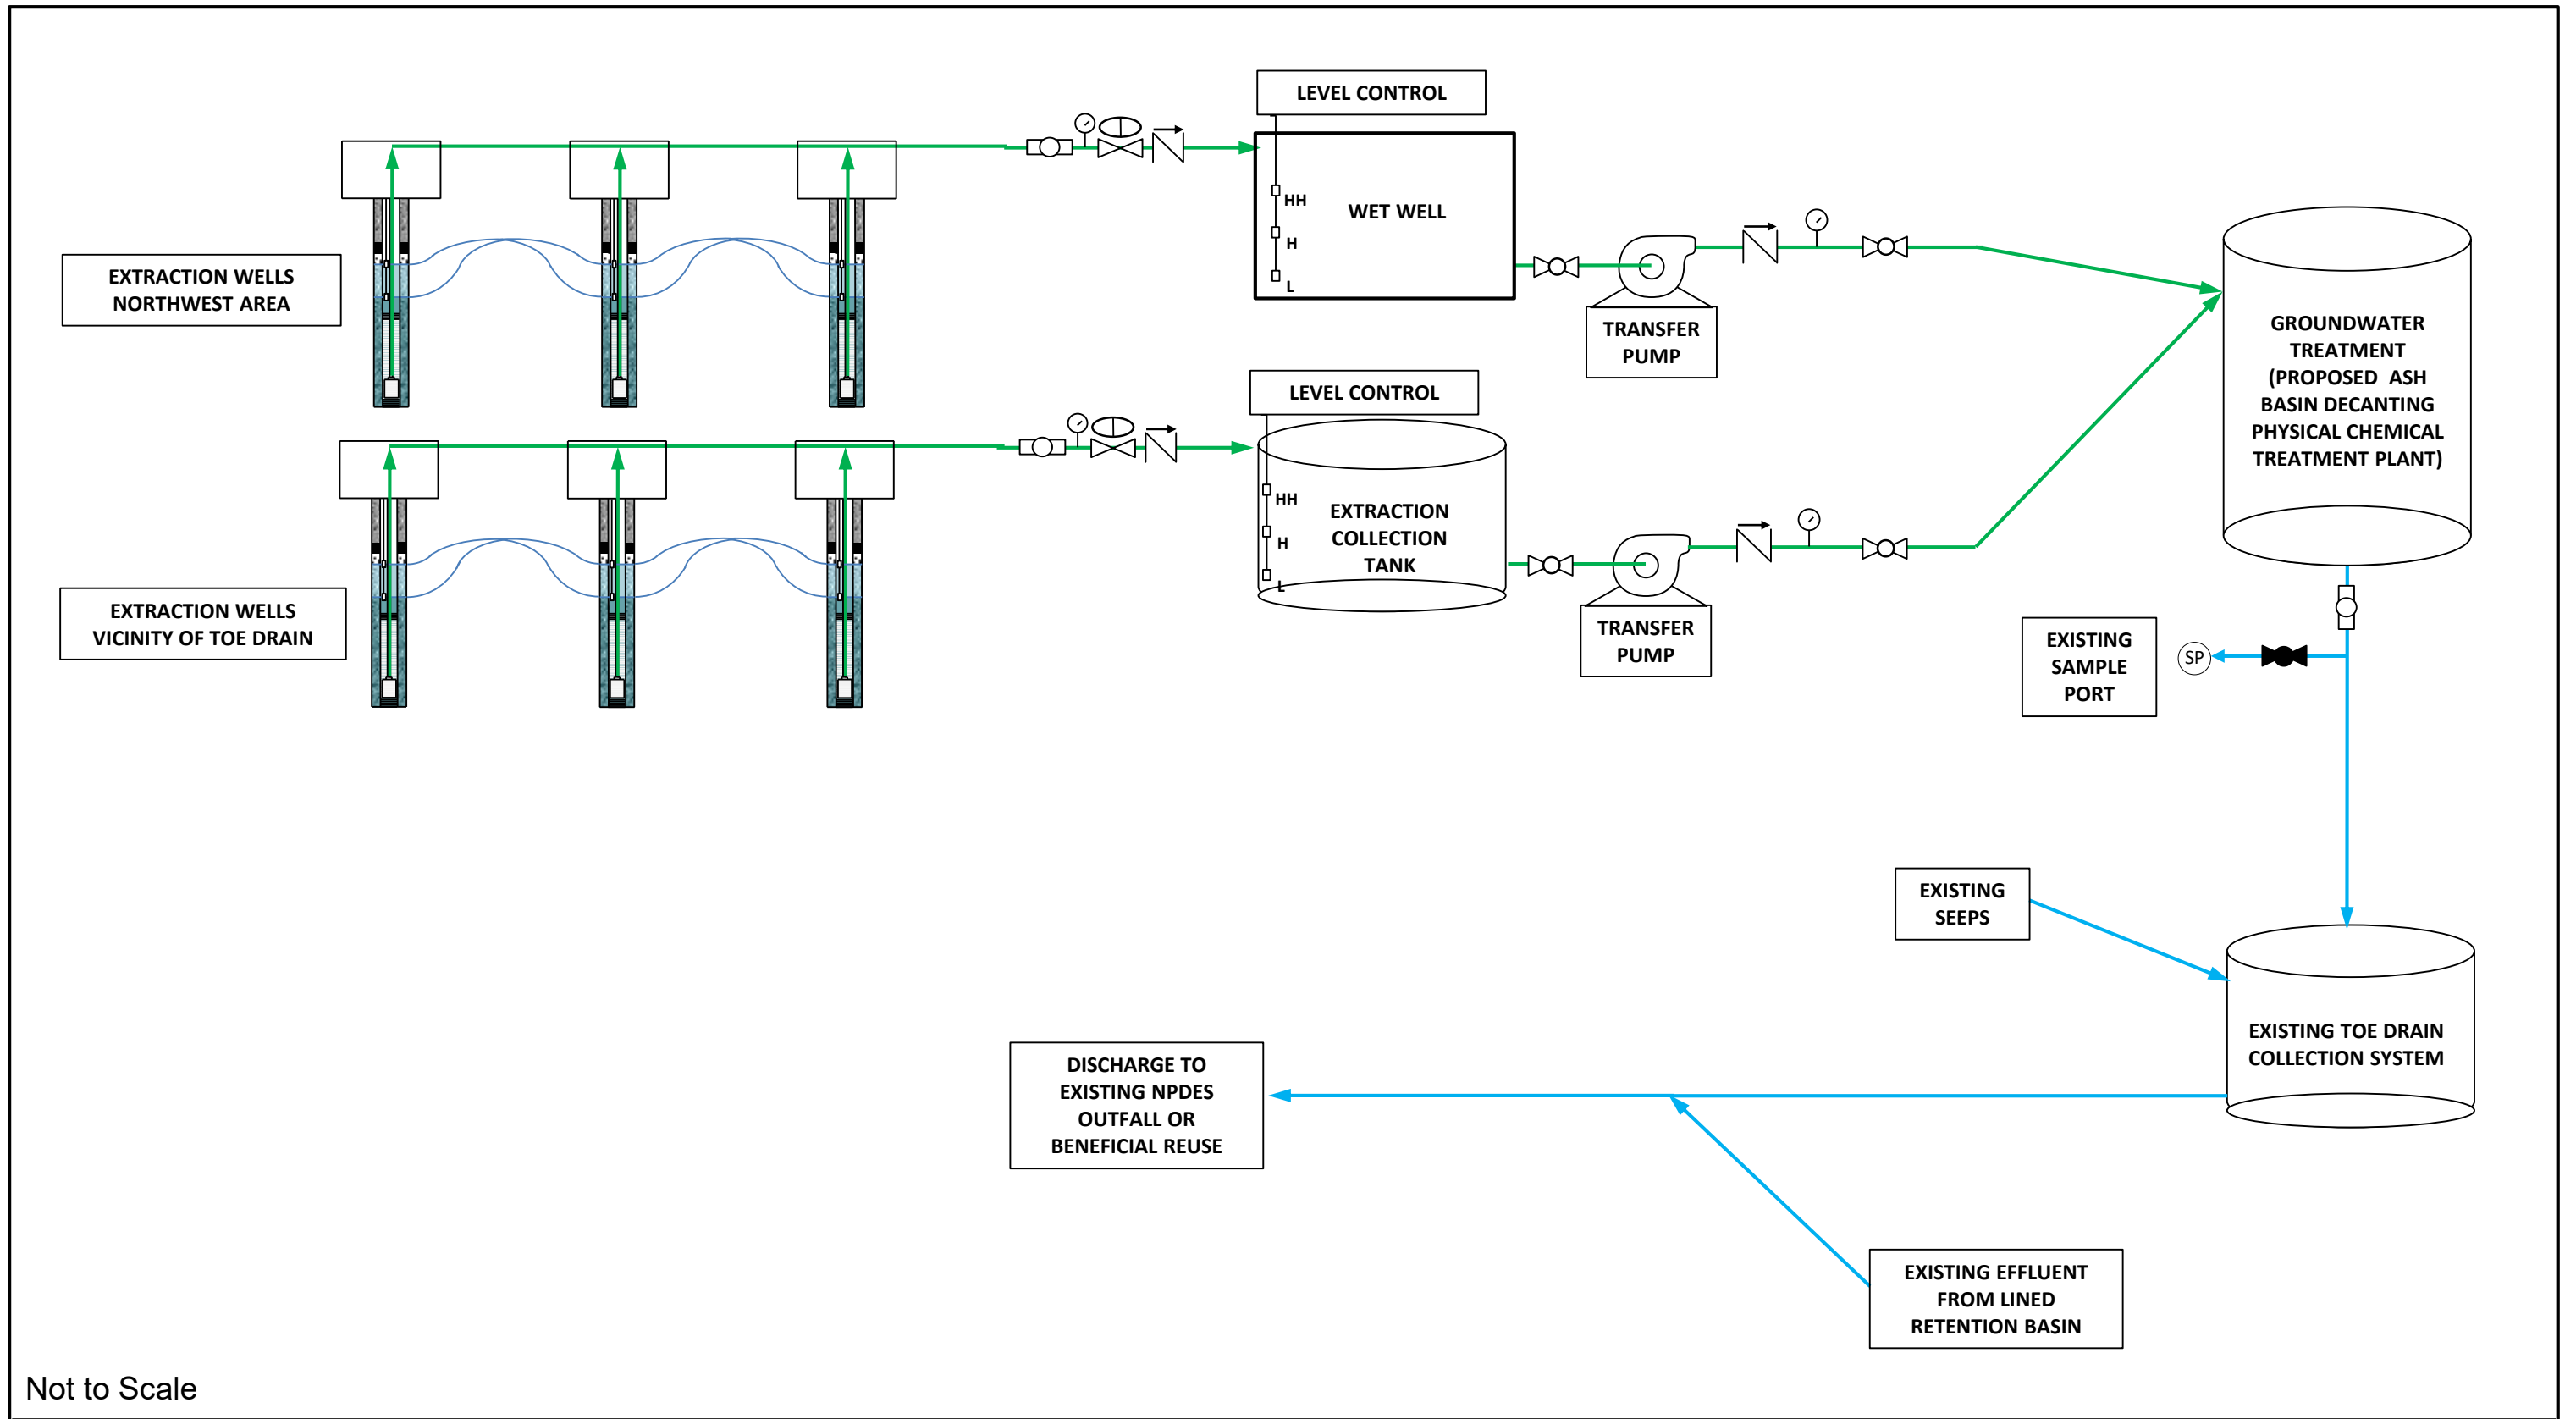 LEVEL CONTROL
HH
H
L
WET WELL
EXTRACTION WELLS
NORTHWEST AREA
TRANSFER
PUMP
GROUNDWATER
TREATMENT
(PROPOSED ASH
BASIN DECANTING
PHYSICAL CHEMICAL
TREATMENT PLANT)
LEVEL CONTROL
HH
H
L
EXTRACTION
COLLECTION
TANK
EXTRACTION WELLS
VICINITY OF TOE DRAIN
TRANSFER
PUMP
EXISTING
SAMPLE
PORT
SP
EXISTING
SEEPS
EXISTING TOE DRAIN
COLLECTION SYSTEM
DISCHARGE TO
EXISTING NPDES
OUTFALL OR
BENEFICIAL REUSE
EXISTING EFFLUENT
FROM LINED
RETENTION BASIN
Not to Scale